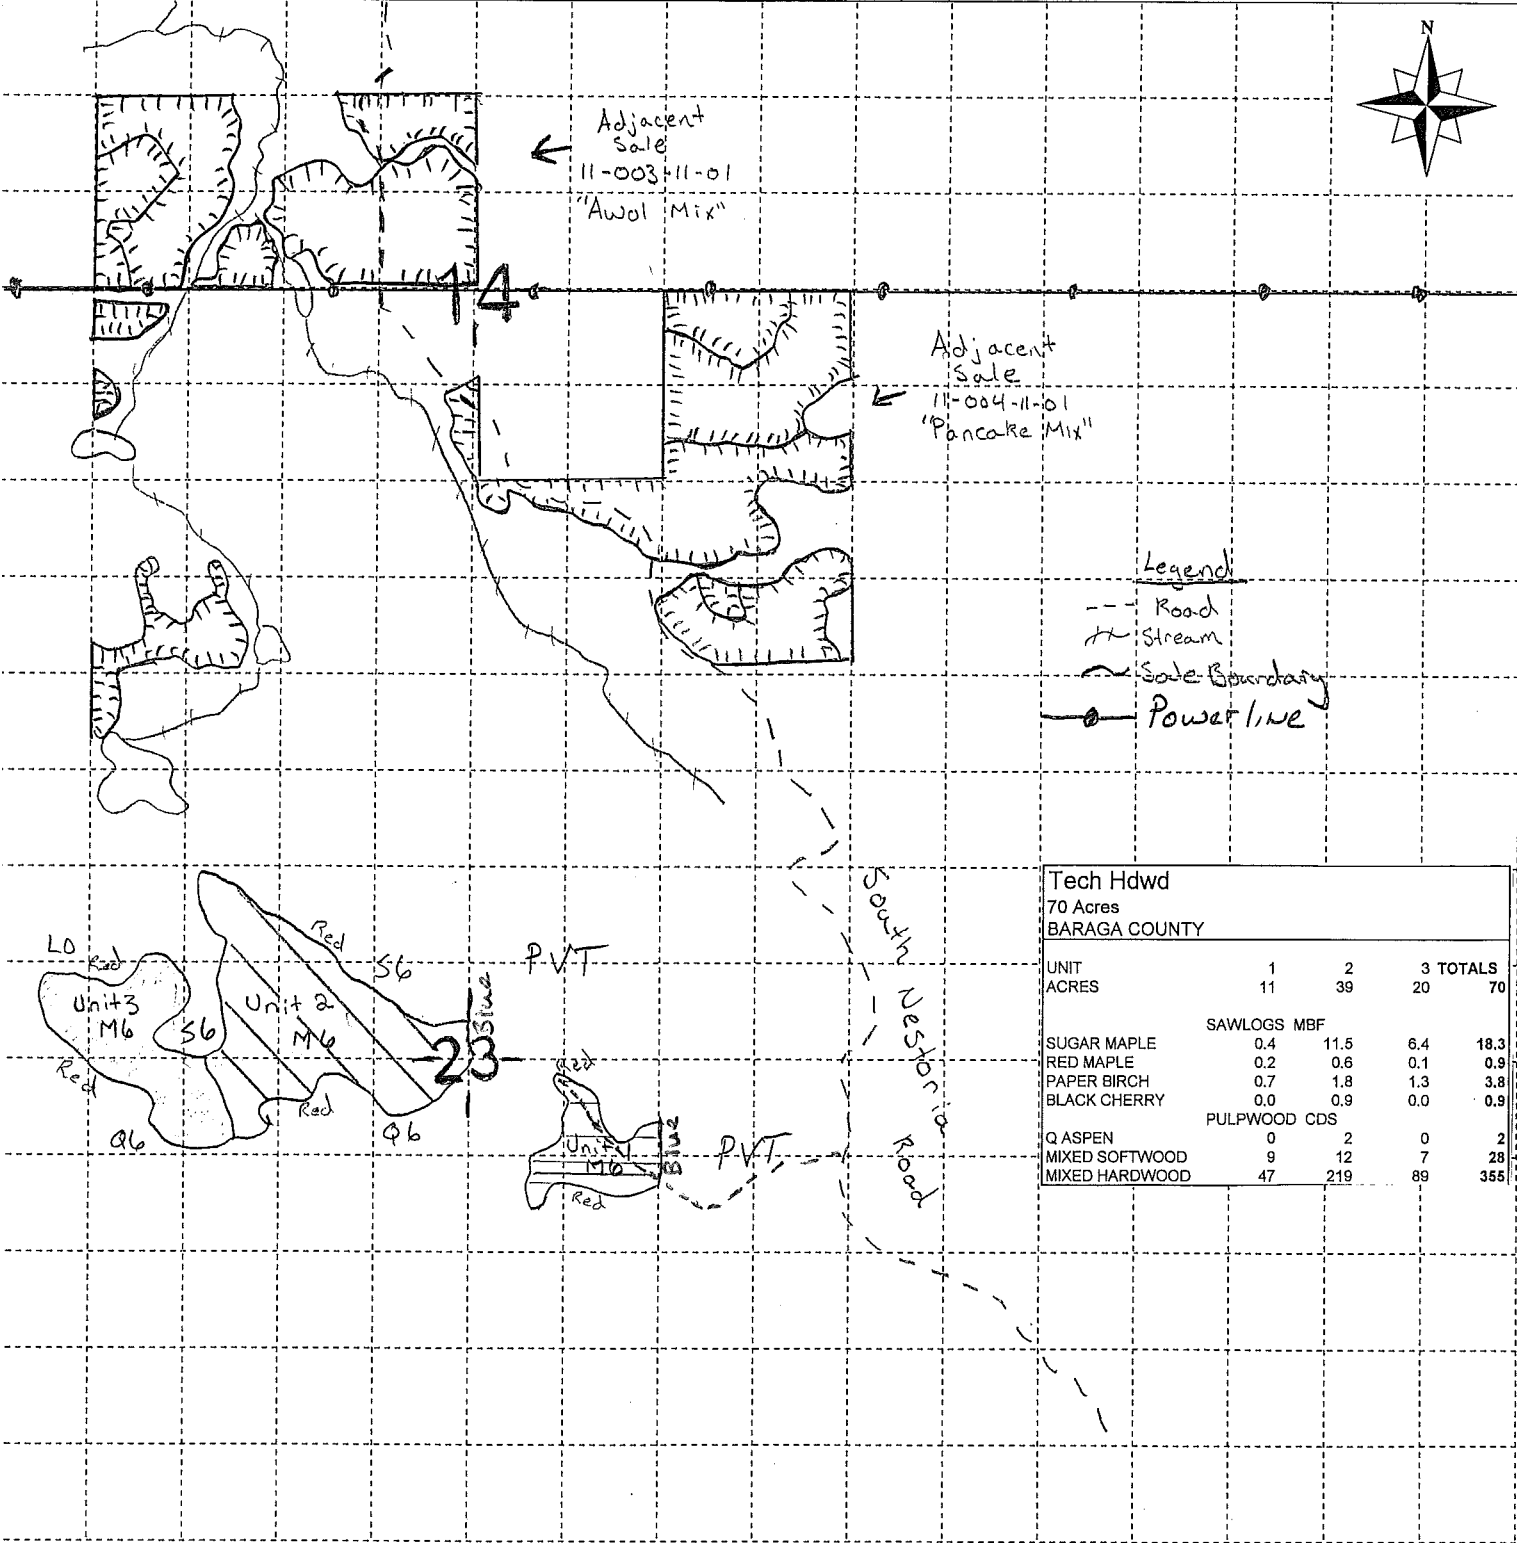 N
Adjacent
Sale
11-003-11-01
"Awol Mix"
14
Adjacent
Sale
11-004-11-01
"Pancake Mix"
Legend
Road
Stream
Sale Boundary
Powerline
South Nestoria Road
LO
Red
Unit 3
M6
S6
Red
Q6
Red
S6
Unit 2
M6
Red
Q6
Blue
23
PVT
Red
Unit 1
M6
Red
Blue
PVT
Tech Hdwd
70 Acres
BARAGA COUNTY
UNIT 1 2 3 TOTALS
ACRES 11 39 20 70
SAWLOGS MBF
SUGAR MAPLE 0.4 11.5 6.4 18.3
RED MAPLE 0.2 0.6 0.1 0.9
PAPER BIRCH 0.7 1.8 1.3 3.8
BLACK CHERRY 0.0 0.9 0.0 0.9
PULPWOOD CDS
Q ASPEN 0 2 0 2
MIXED SOFTWOOD 9 12 7 28
MIXED HARDWOOD 47 219 89 355